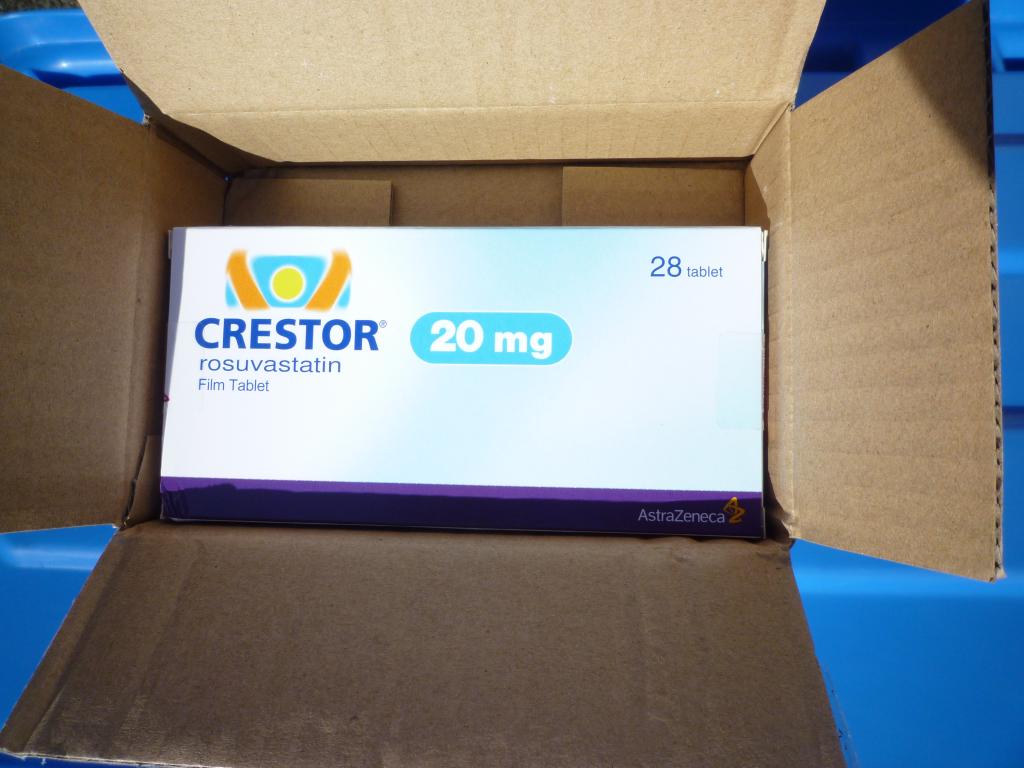 CRESTOR®
rosuvastatin
Film Tablet
20 mg
28 tablet
AstraZeneca